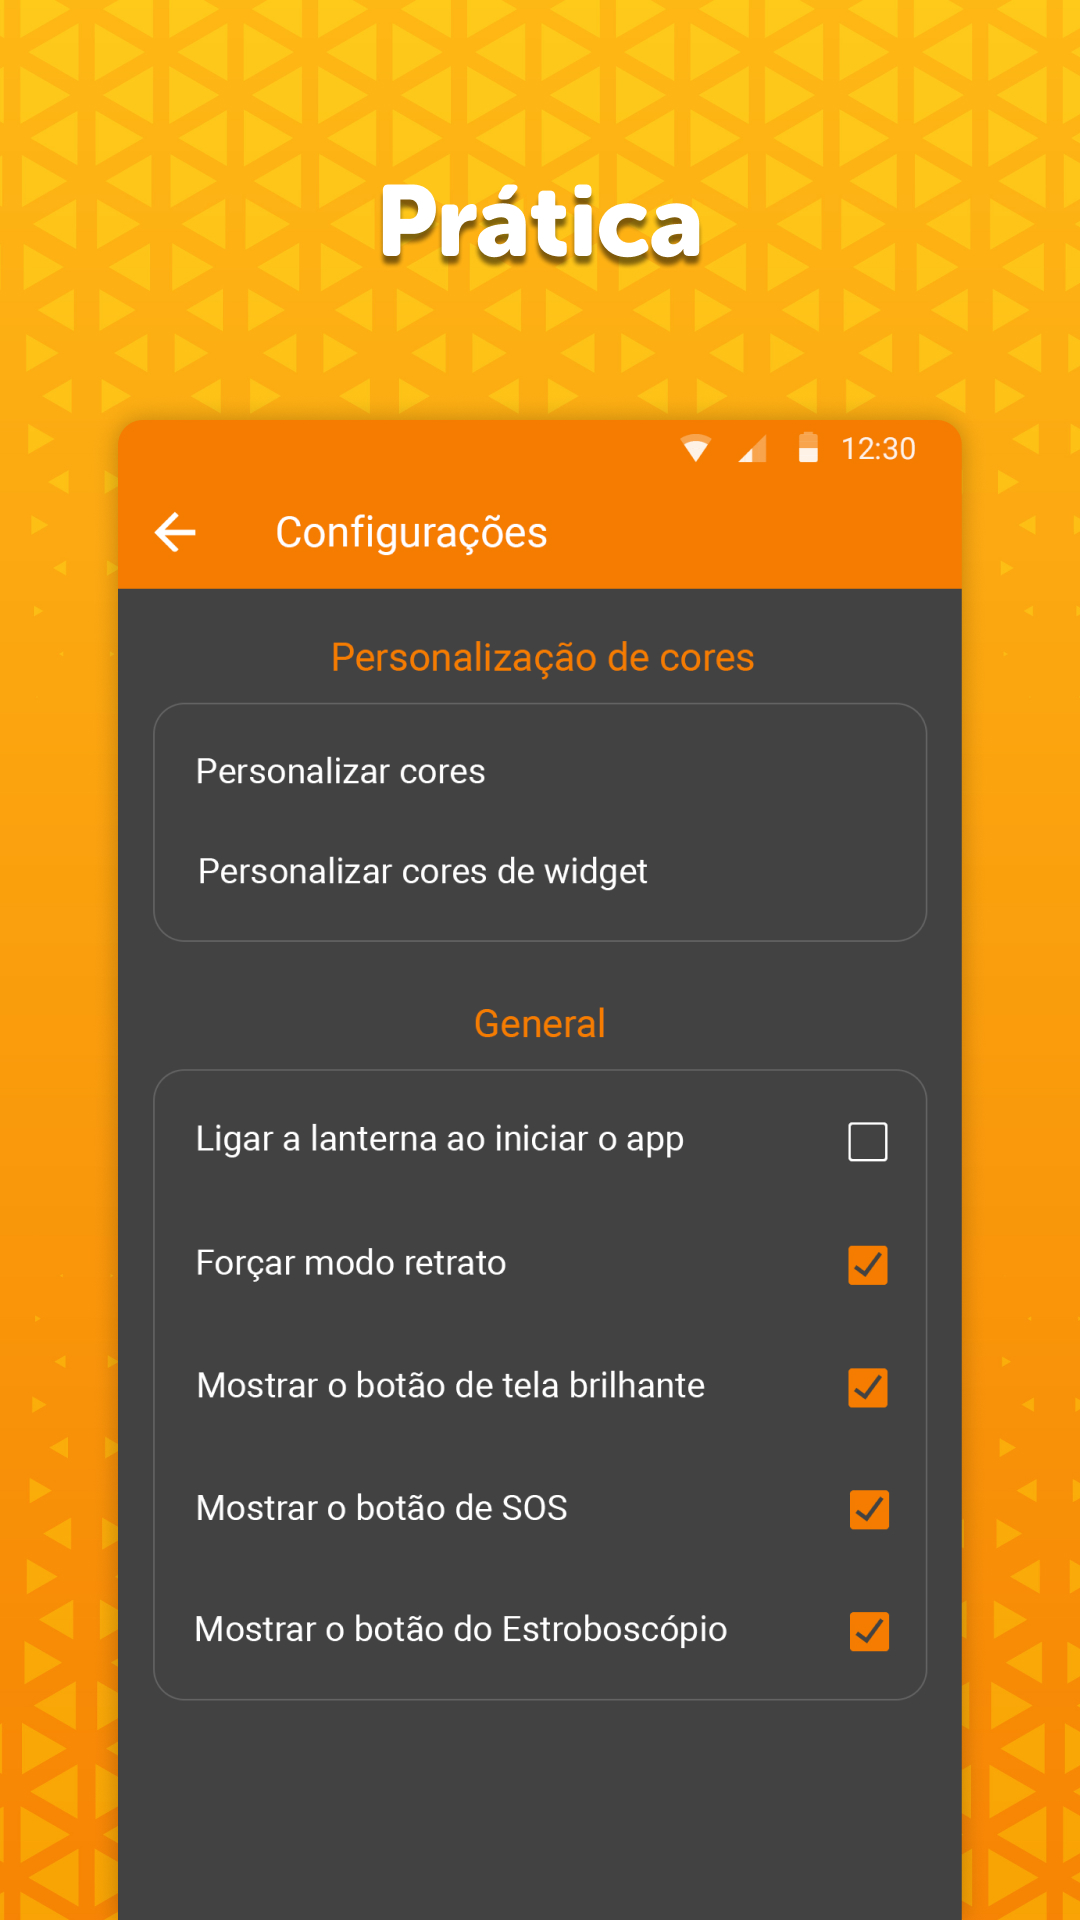 Prática
12:30
Configurações
Personalização de cores
Personalizar cores
Personalizar cores de widget
General
Ligar a lanterna ao iniciar o app
Forçar modo retrato
Mostrar o botão de tela brilhante
Mostrar o botão de SOS
Mostrar o botão do Estroboscópio